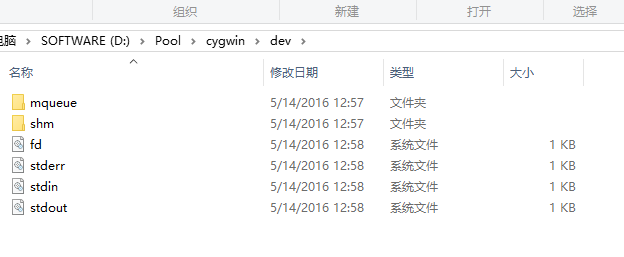 组织 新建 打开 选择
电脑 > SOFTWARE (D:) > Pool > cygwin > dev >
名称 修改日期 类型 大小
mqueue 5/14/2016 12:57 文件夹
shm 5/14/2016 12:57 文件夹
fd 5/14/2016 12:58 系统文件 1 KB
stderr 5/14/2016 12:58 系统文件 1 KB
stdin 5/14/2016 12:58 系统文件 1 KB
stdout 5/14/2016 12:58 系统文件 1 KB